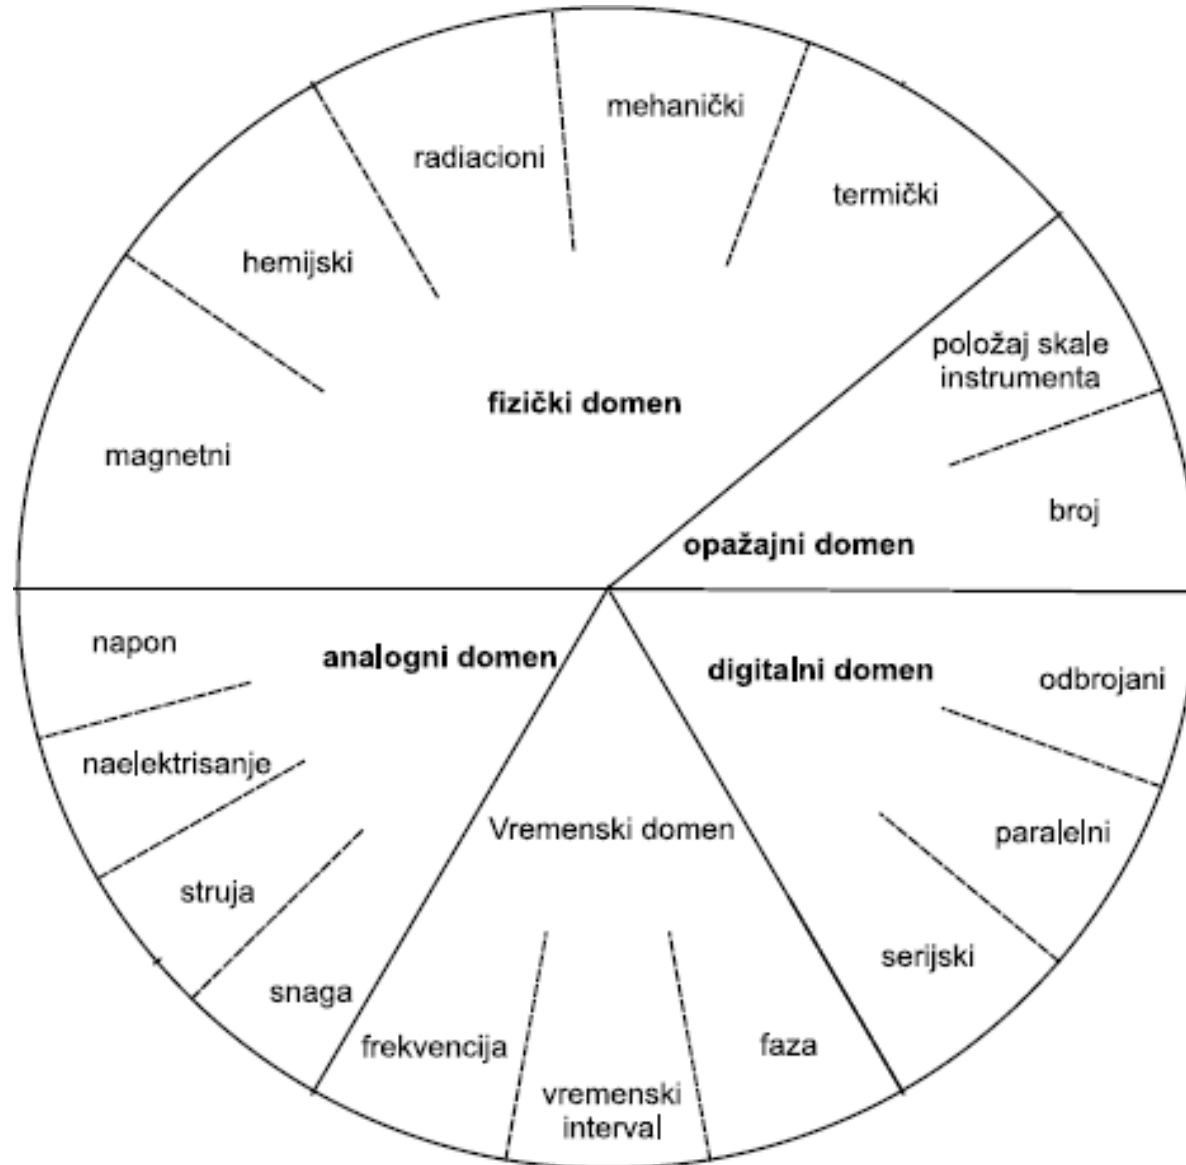 mehanički
radiacioni
termički
hemijski
položaj skale
instrumenta
fizički domen
magnetni
broj
opažajni domen
napon
analogni domen
digitalni domen
odbrojani
naelektrisanje
Vremenski domen
paralelni
struja
serijski
snaga
frekvencija
faza
vremenski
interval